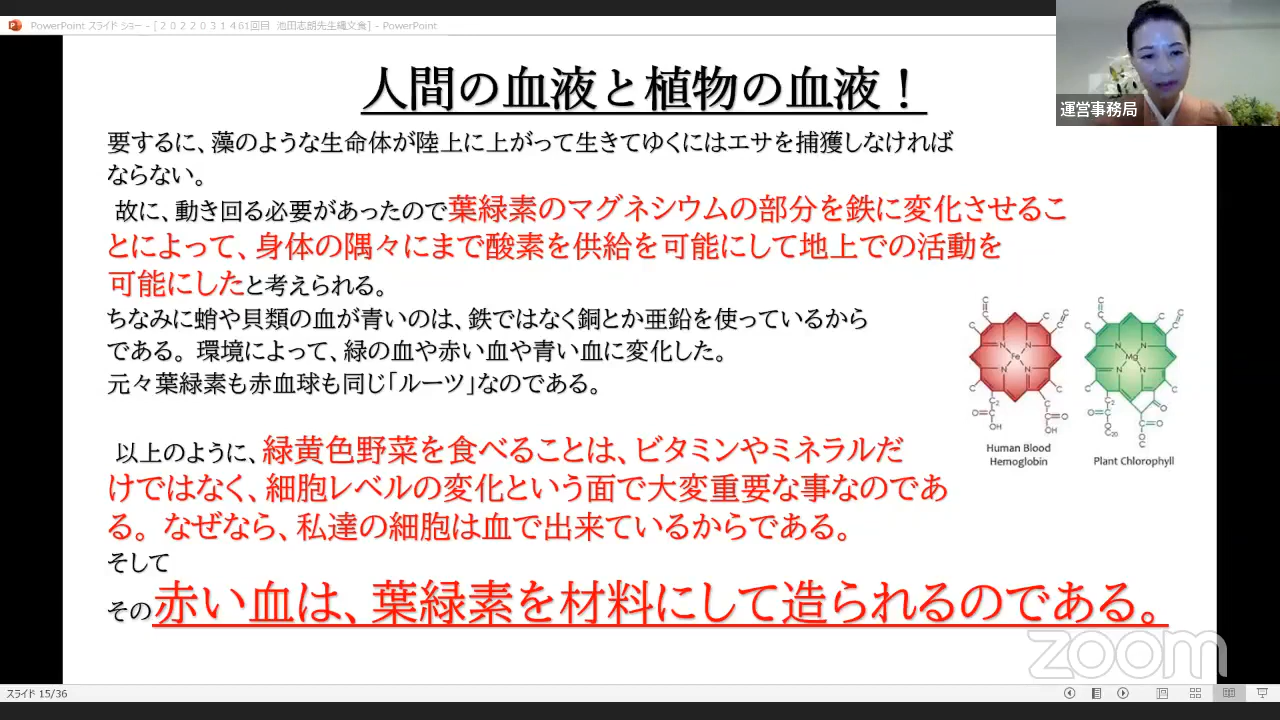 PowerPoint スライド ショー - [２０２２０３１４61回目 池田志朗先生縄文食] - PowerPoint
運営事務局
人間の血液と植物の血液！
要するに、藻のような生命体が陸上に上がって生きてゆくにはエサを捕獲しなければ
ならない。
故に、動き回る必要があったので葉緑素のマグネシウムの部分を鉄に変化させるこ
とによって、身体の隅々にまで酸素を供給を可能にして地上での活動を
可能にしたと考えられる。
ちなみに蛸や貝類の血が青いのは、鉄ではなく銅とか亜鉛を使っているから
である。環境によって、緑の血や赤い血や青い血に変化した。
元々葉緑素も赤血球も同じ「ルーツ」なのである。
以上のように、緑黄色野菜を食べることは、ビタミンやミネラルだ
けではなく、細胞レベルの変化という面で大変重要な事なのであ
る。なぜなら、私達の細胞は血で出来ているからである。
そして
その赤い血は、葉緑素を材料にして造られるのである。
Fe
N N
N N
C C
C2
O=C
OH
C=O
OH
Human Blood
Hemoglobin
Mg
N N
N N
C C
C2
O=C
O
C20
O
C=O
C
Plant Chlorophyll
zoom
スライド 15/36